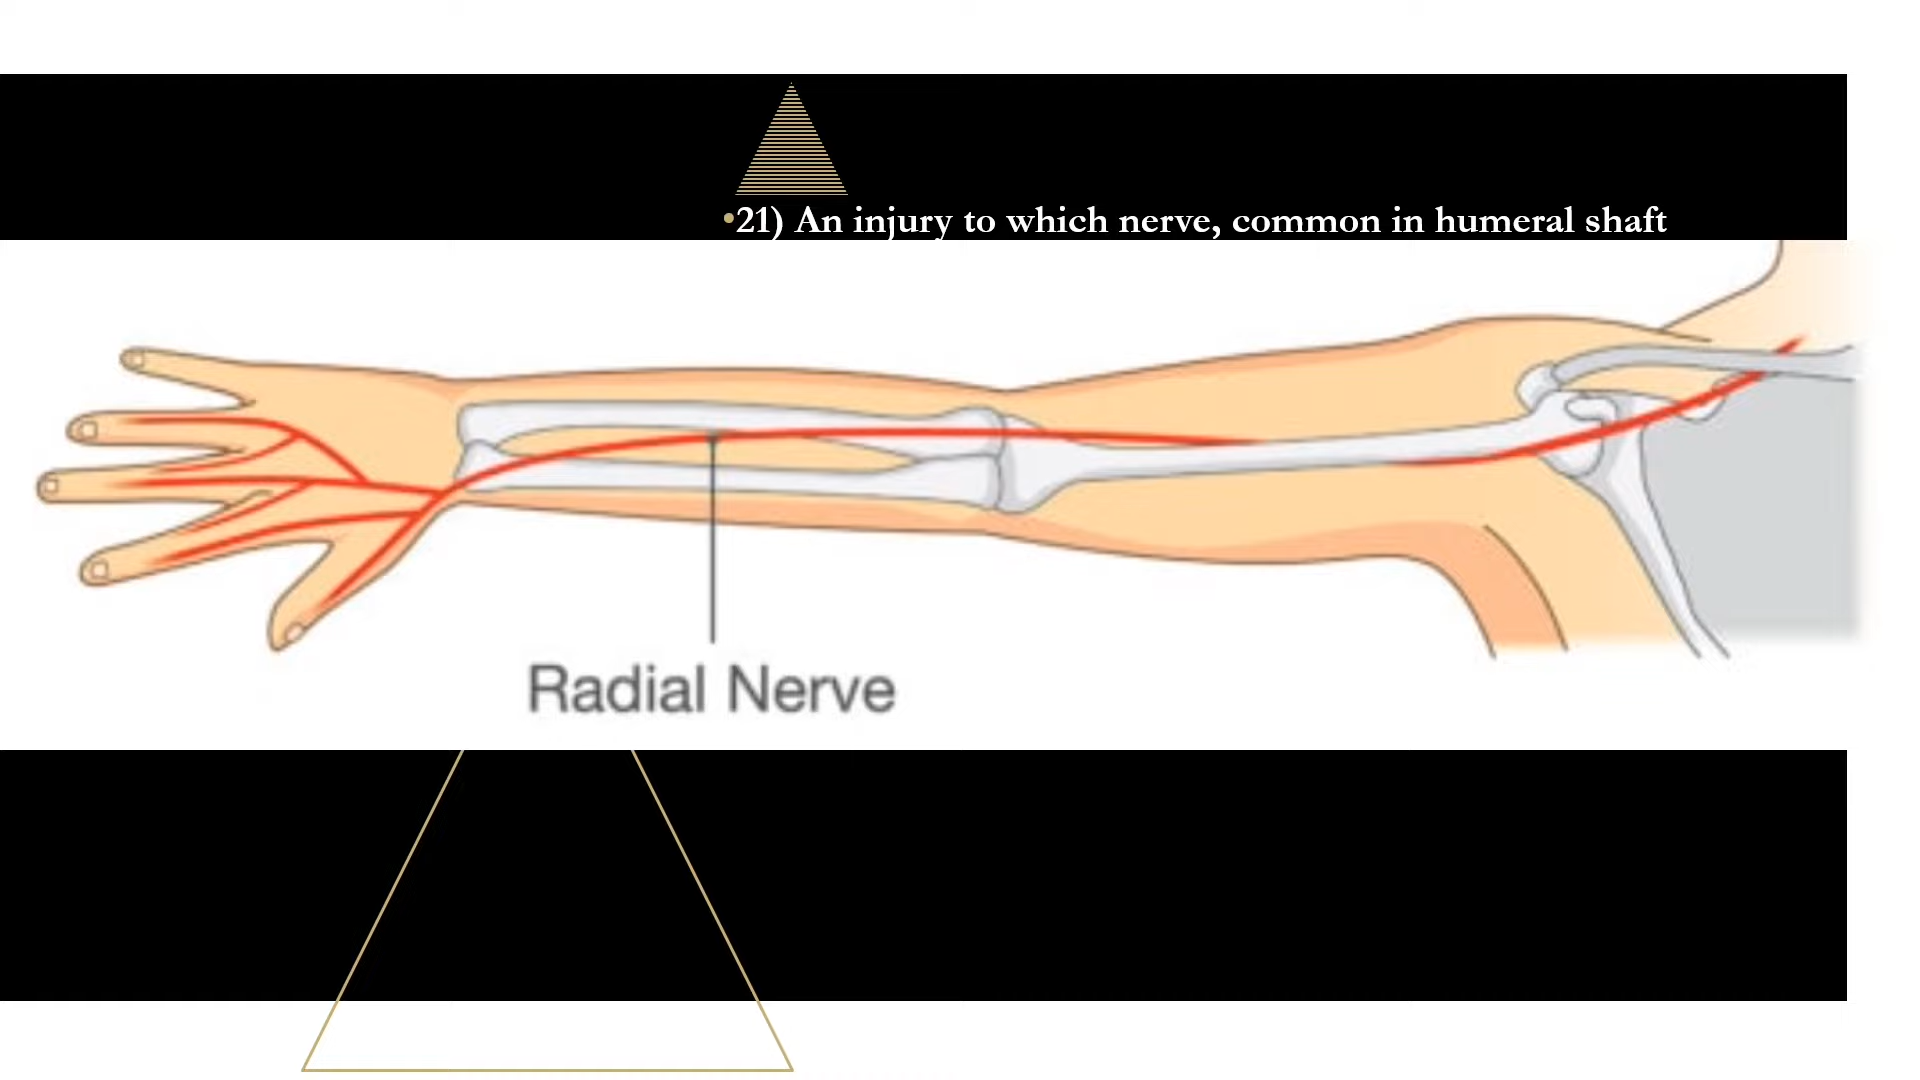 •21) An injury to which nerve, common in humeral shaft
Radial Nerve